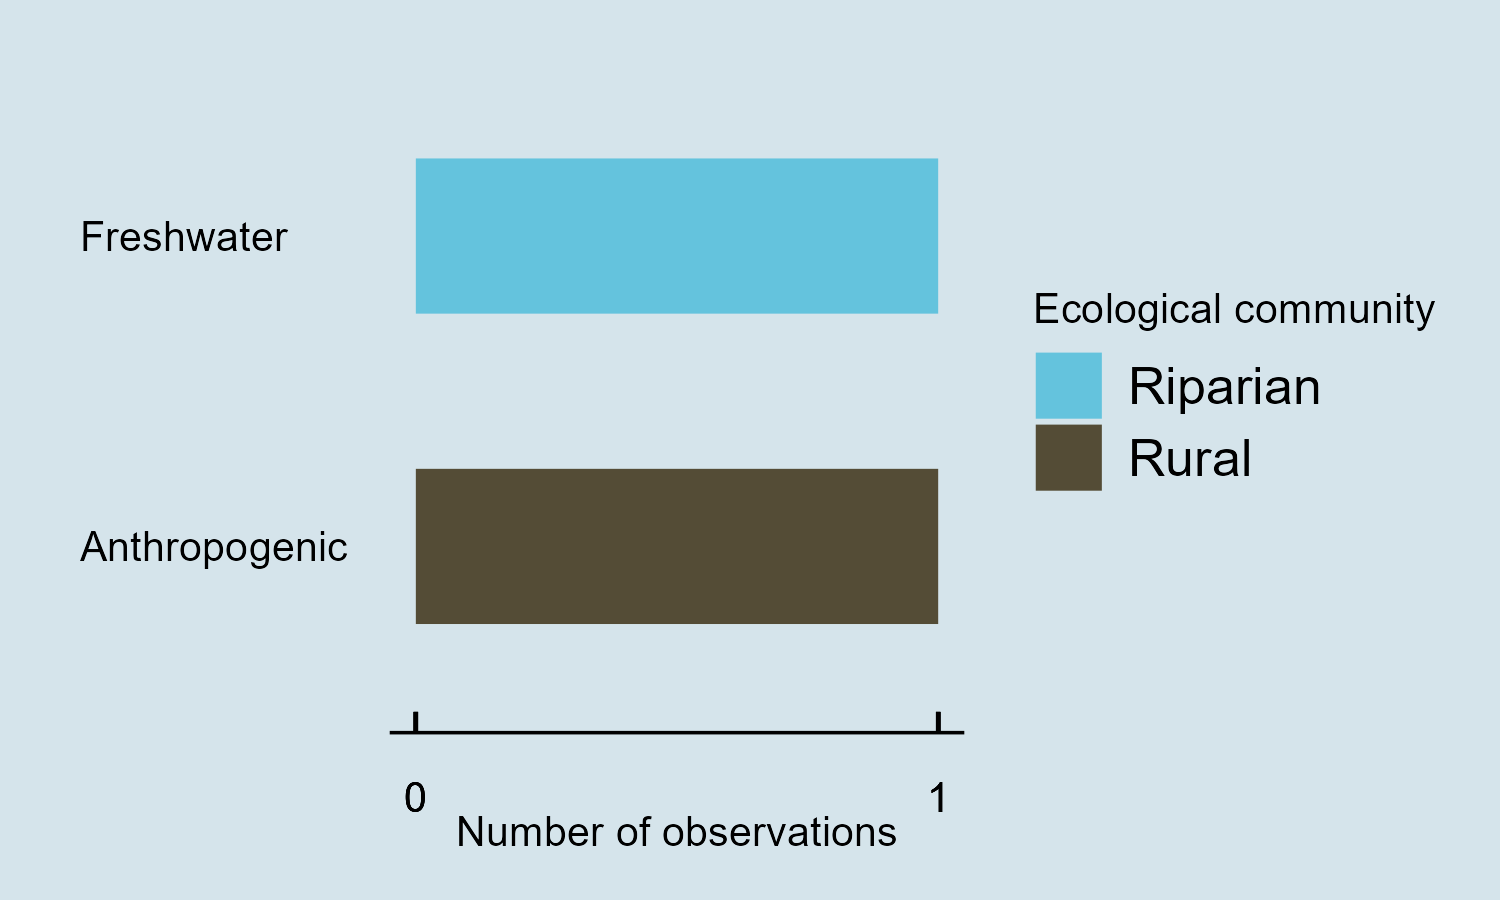 Freshwater
Anthropogenic
0 1
Number of observations
Ecological community
Riparian
Rural